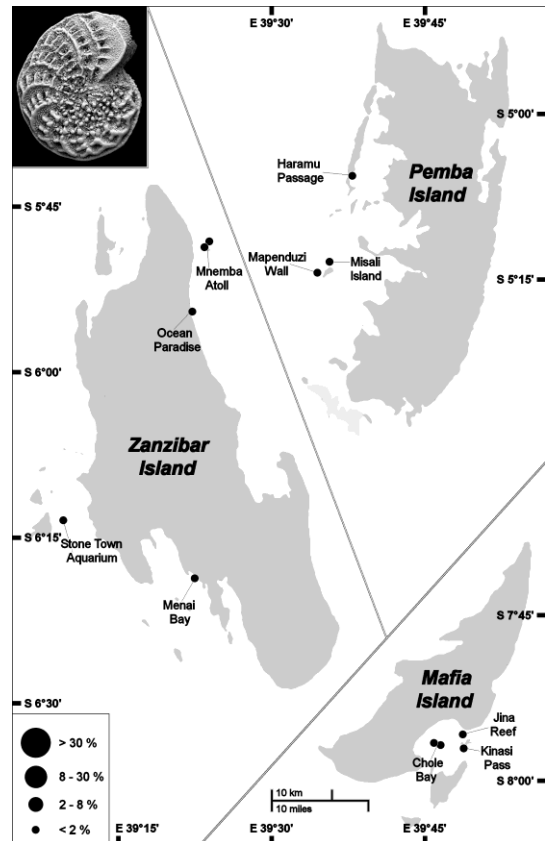 E 39°30'
E 39°45'
S 5°00'
Haramu
Passage
Pemba
Island
S 5°45'
Mapenduzi
Wall
Misali
Island
Mnemba
Atoll
S 5°15'
Ocean
Paradise
S 6°00'
Zanzibar
Island
Stone Town
Aquarium
S 6°15'
Menai
Bay
S 7°45'
Mafia
Island
S 6°30'
Jina
Reef
Kinasi
Pass
Chole
Bay
> 30 %
8 - 30 %
2 - 8 %
< 2 %
S 8°00'
10 km
10 miles
E 39°15'
E 39°30'
E 39°45'